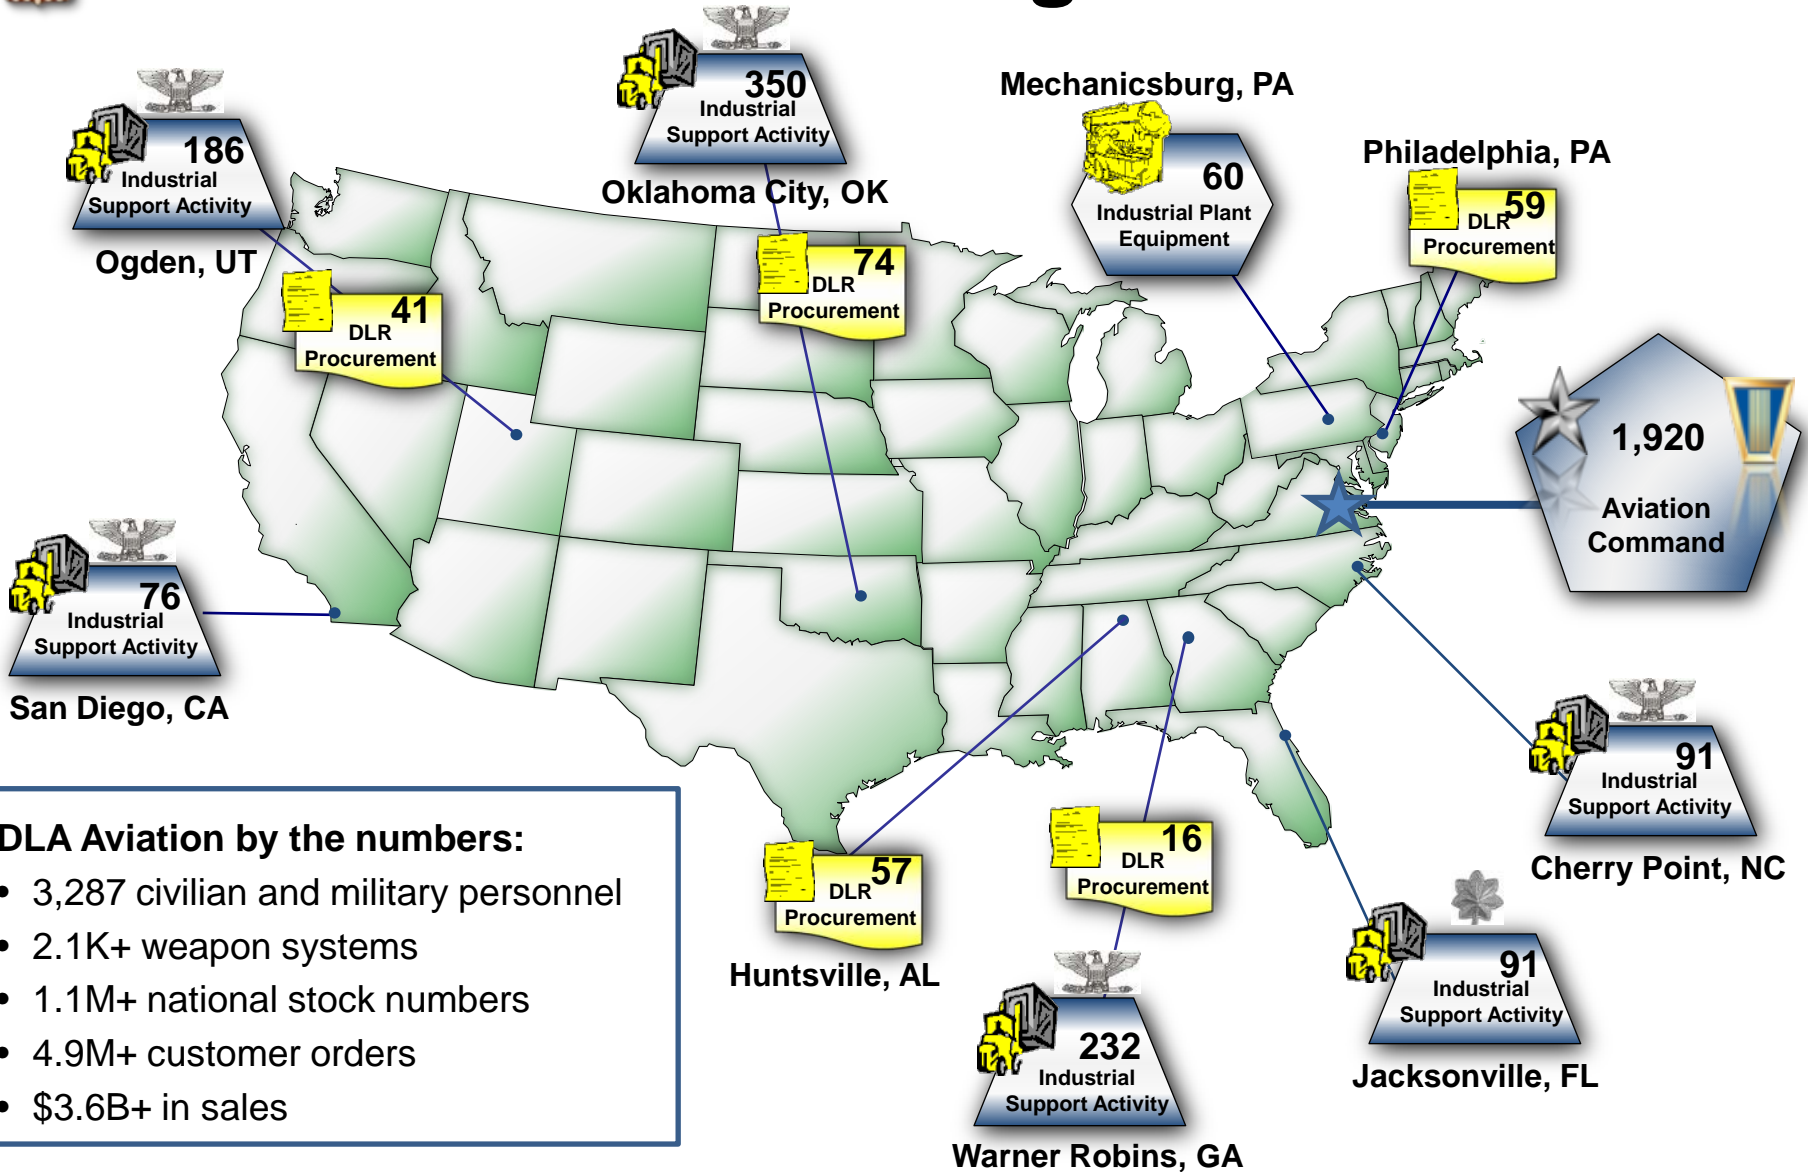 350
Industrial
Support Activity
Oklahoma City, OK
186
Industrial
Support Activity
Ogden, UT
Mechanicsburg, PA
60
Industrial Plant
Equipment
Philadelphia, PA
59
DLR
Procurement
74
DLR
Procurement
41
DLR
Procurement
1,920
Aviation
Command
76
Industrial
Support Activity
San Diego, CA
91
Industrial
Support Activity
Cherry Point, NC
DLA Aviation by the numbers:
• 3,287 civilian and military personnel
• 2.1K+ weapon systems
• 1.1M+ national stock numbers
• 4.9M+ customer orders
• $3.6B+ in sales
57
DLR
Procurement
Huntsville, AL
16
DLR
Procurement
232
Industrial
Support Activity
Warner Robins, GA
91
Industrial
Support Activity
Jacksonville, FL